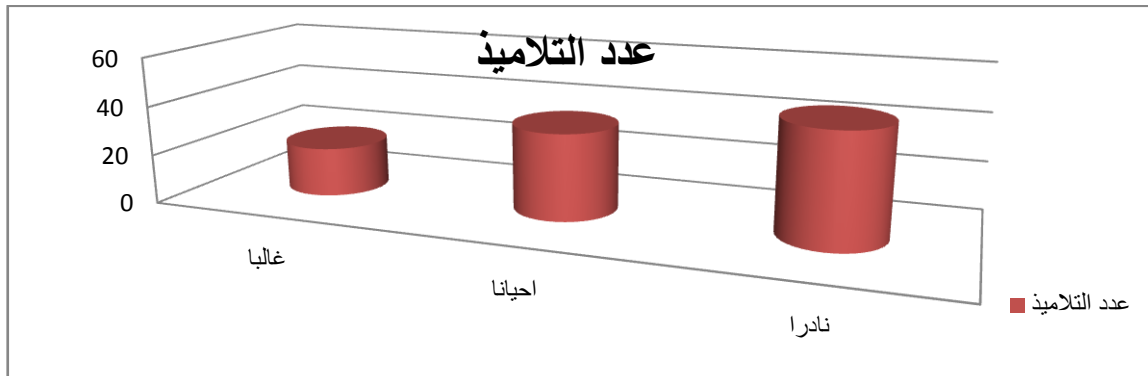 عدد التلاميذ
60
40
20
0
غالبا
احيانا
نادرا
عدد التلاميذ